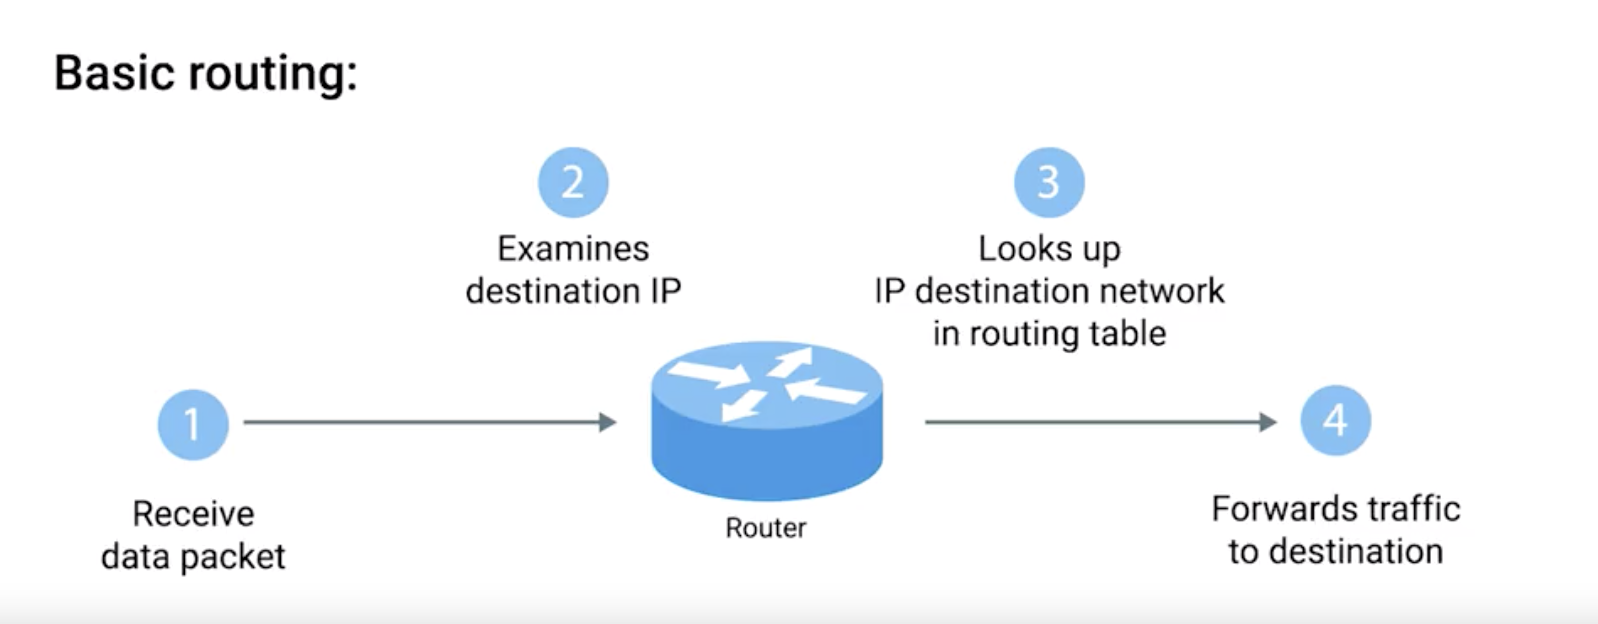 Basic routing:
1
Receive
data packet
2
Examines
destination IP
3
Looks up
IP destination network
in routing table
Router
4
Forwards traffic
to destination